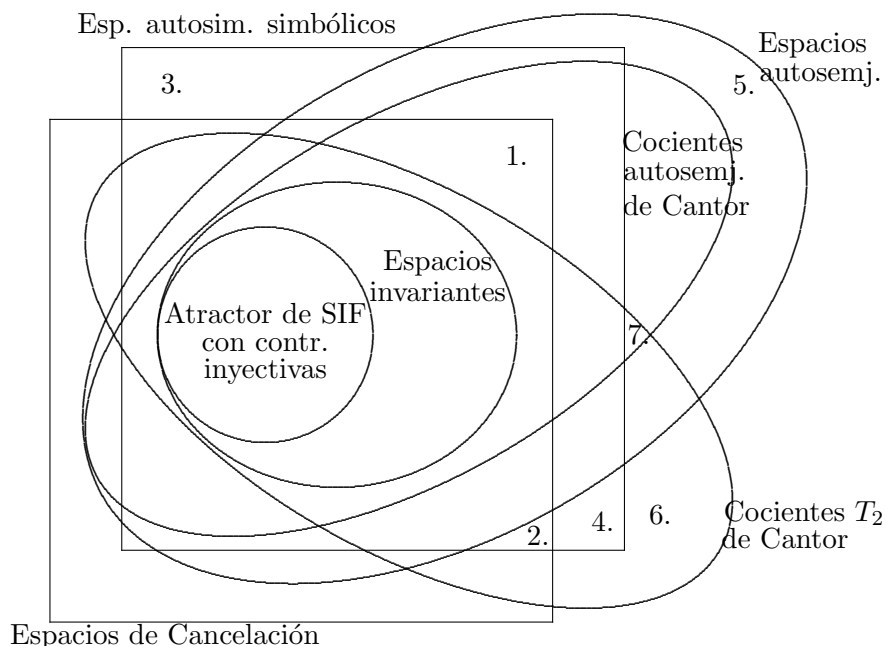 Esp. autosim. simbólicos
Espacios
autosemj.
3.
5.
1.
Cocientes
autosemj.
de Cantor
Espacios
invariantes
Atractor de SIF
con contr.
inyectivas
7.
2.
4.
6.
Cocientes T₂
de Cantor
Espacios de Cancelación